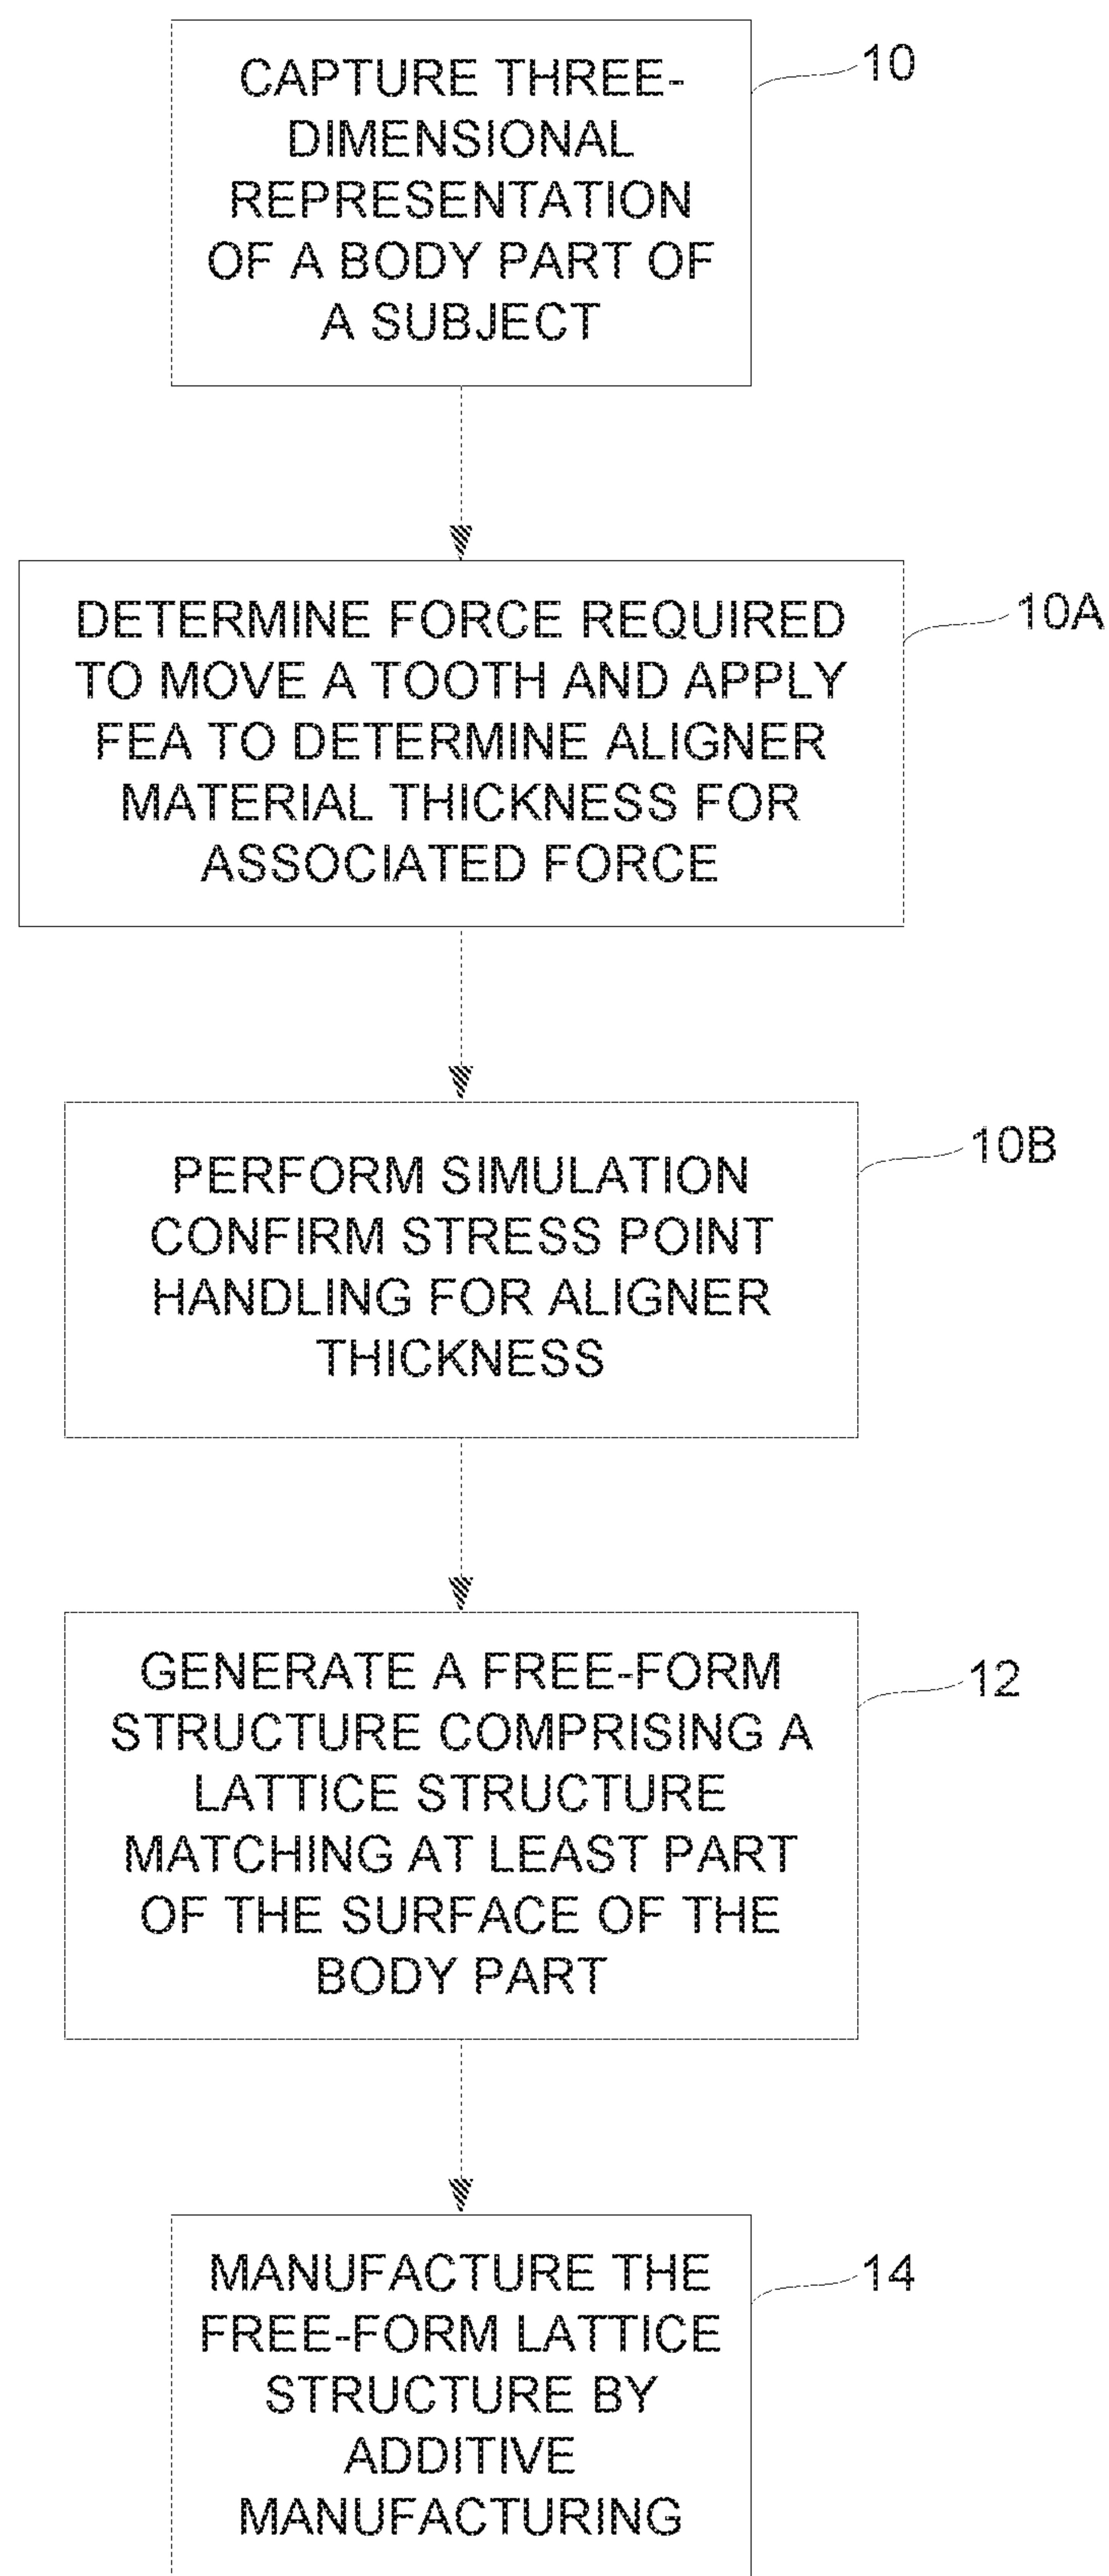 CAPTURE THREE-
DIMENSIONAL
REPRESENTATION
OF A BODY PART OF
A SUBJECT
10
DETERMINE FORCE REQUIRED
TO MOVE A TOOTH AND APPLY
FEA TO DETERMINE ALIGNER
MATERIAL THICKNESS FOR
ASSOCIATED FORCE
10A
PERFORM SIMULATION
CONFIRM STRESS POINT
HANDLING FOR ALIGNER
THICKNESS
10B
GENERATE A FREE-FORM
STRUCTURE COMPRISING A
LATTICE STRUCTURE
MATCHING AT LEAST PART
OF THE SURFACE OF THE
BODY PART
12
MANUFACTURE THE
FREE-FORM LATTICE
STRUCTURE BY
ADDITIVE
MANUFACTURING
14